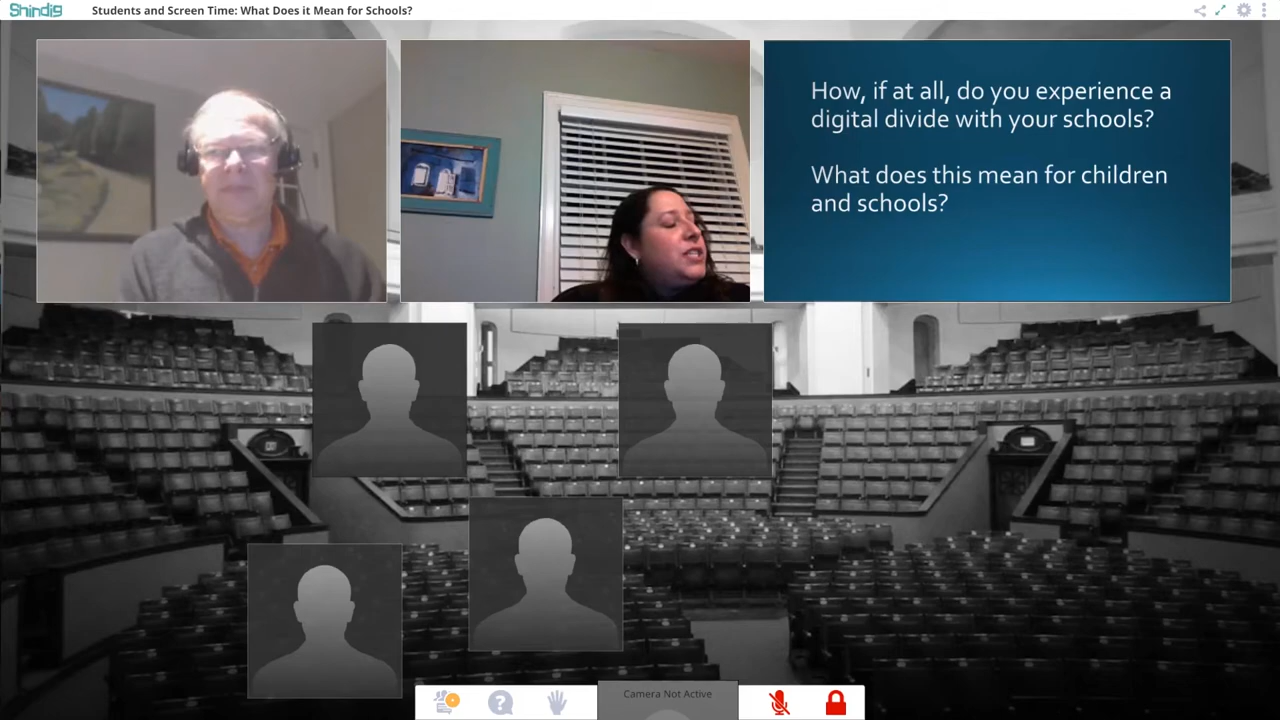 Shindig
Students and Screen Time: What Does it Mean for Schools?
How, if at all, do you experience a
digital divide with your schools?
What does this mean for children
and schools?
Camera Not Active